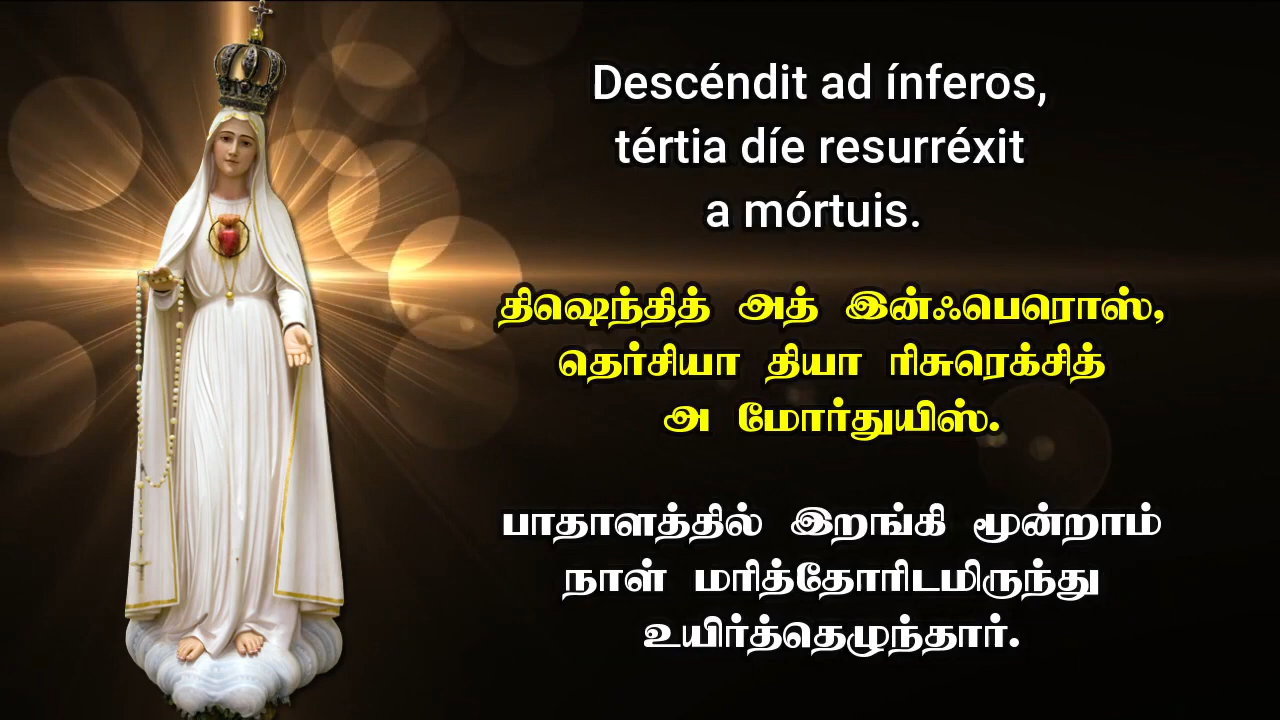 Descéndit ad ínferos,
tértia díe resurréxit
a mórtuis.
திஷெந்தித் அத் இன்ஃபெரொஸ்,
தெர்சியா தியா ரிசுரெக்சித்
அ மோர்துயிஸ்.
பாதாளத்தில் இறங்கி மூன்றாம்
நாள் மரித்தோரிடமிருந்து
உயிர்த்தெழுந்தார்.